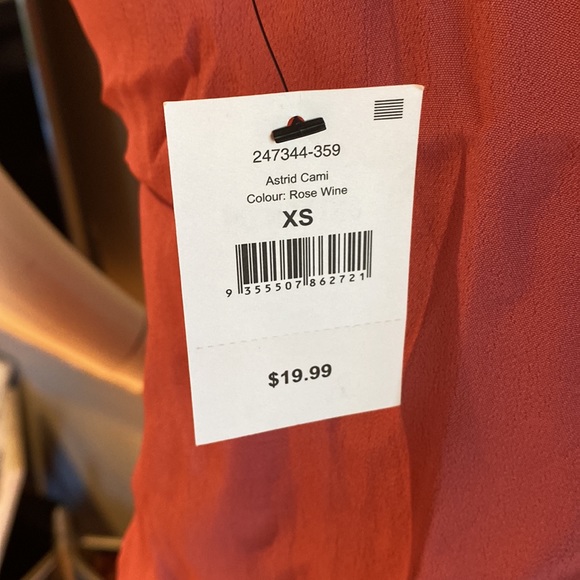 247344-359
Astrid Cami
Colour: Rose Wine
XS
9 355507 862721
$19.99